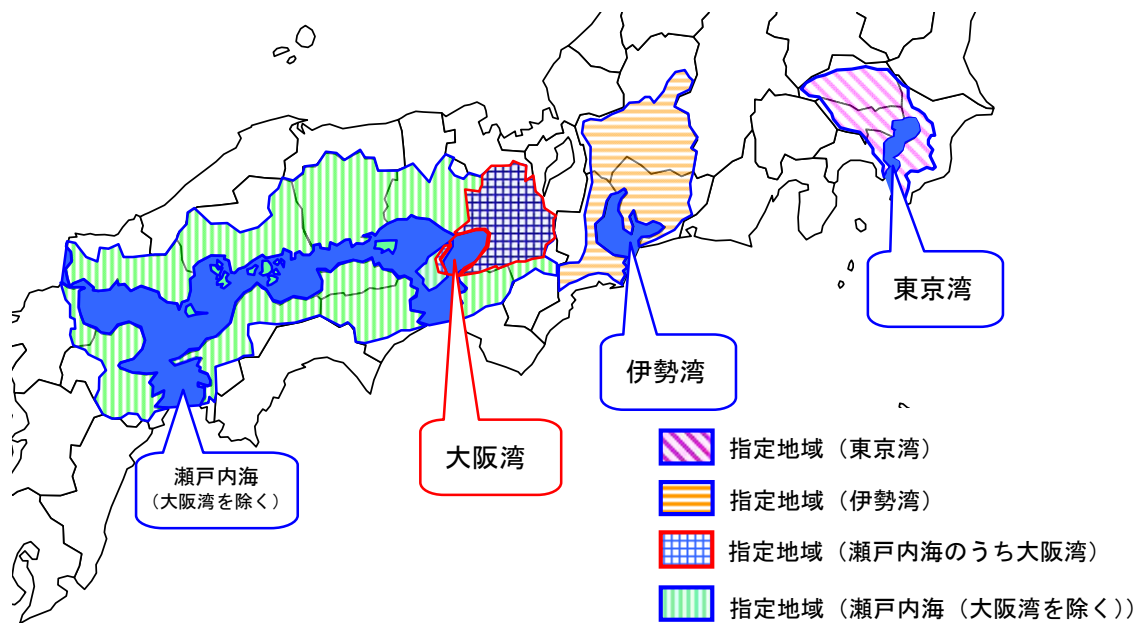 東京湾
伊勢湾
大阪湾
瀬戸内海
（大阪湾を除く）
指定地域（東京湾）
指定地域（伊勢湾）
指定地域（瀬戸内海のうち大阪湾）
指定地域（瀬戸内海（大阪湾を除く））